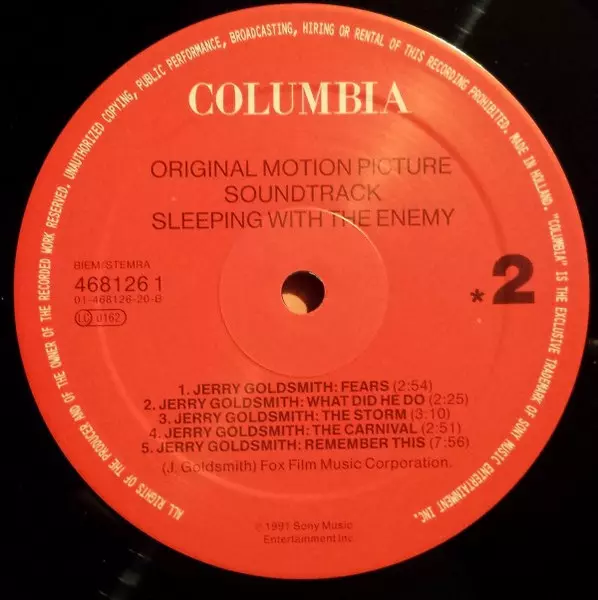 ALL RIGHTS OF THE PRODUCER AND OF THE OWNER OF THE RECORDED WORK RESERVED. UNAUTHORIZED COPYING, PUBLIC PERFORMANCE, BROADCASTING, HIRING OR RENTAL OF THIS RECORDING PROHIBITED. MADE IN HOLLAND. "COLUMBIA" IS THE EXCLUSIVE TRADEMARK OF SONY MUSIC ENTERTAINMENT INC.
COLUMBIA
ORIGINAL MOTION PICTURE
SOUNDTRACK
SLEEPING WITH THE ENEMY
BIEM/STEMRA
468126 1
01-468126-20-B
LC 0162
*2
1. JERRY GOLDSMITH: FEARS (2:54)
2. JERRY GOLDSMITH: WHAT DID HE DO (2:25)
3. JERRY GOLDSMITH: THE STORM (3:10)
4. JERRY GOLDSMITH: THE CARNIVAL (2:51)
5. JERRY GOLDSMITH: REMEMBER THIS (7:56)
(J. Goldsmith) Fox Film Music Corporation.
℗ 1991 Sony Music
Entertainment Inc